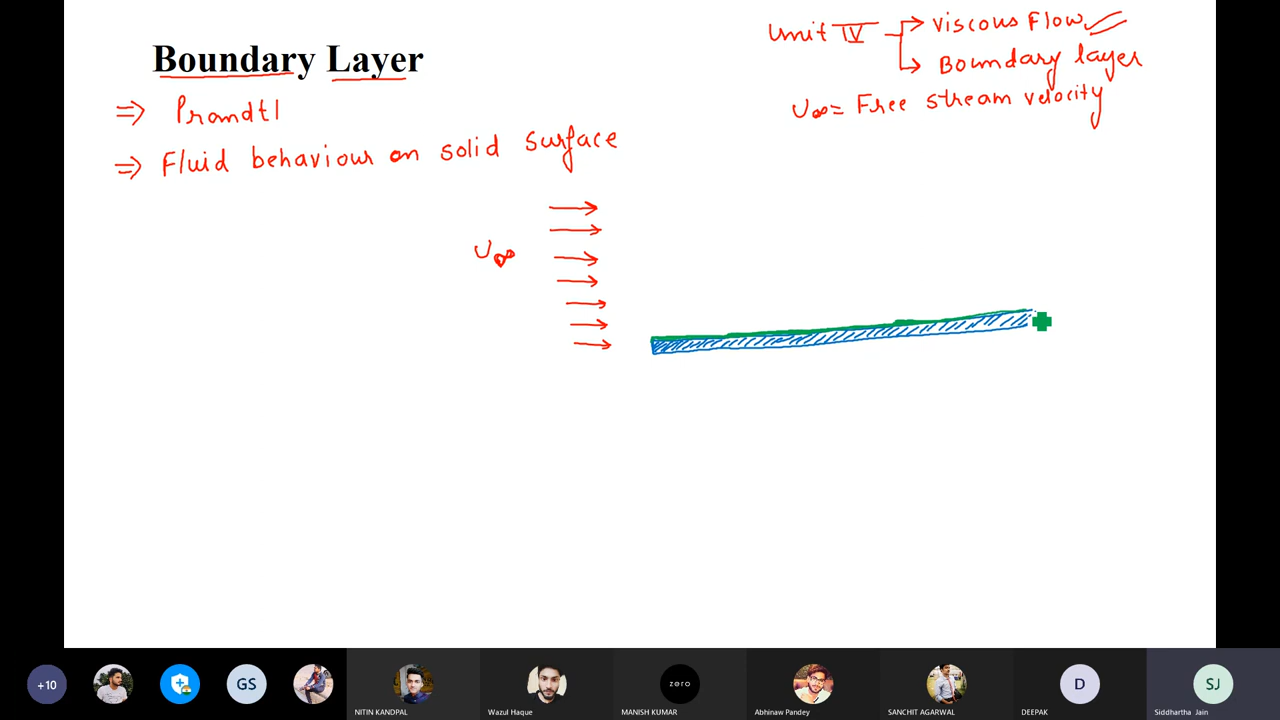 Boundary Layer
⇒ Prandtl
⇒ Fluid behaviour on solid surface
Unit IV → Viscous Flow ✓
→ Boundary layer
U∞ = Free stream velocity
U∞
+10
GS
NITIN KANDPAL
Wazul Haque
zero
MANISH KUMAR
Abhinaw Pandey
SANCHIT AGARWAL
D
DEEPAK
SJ
Siddhartha Jain